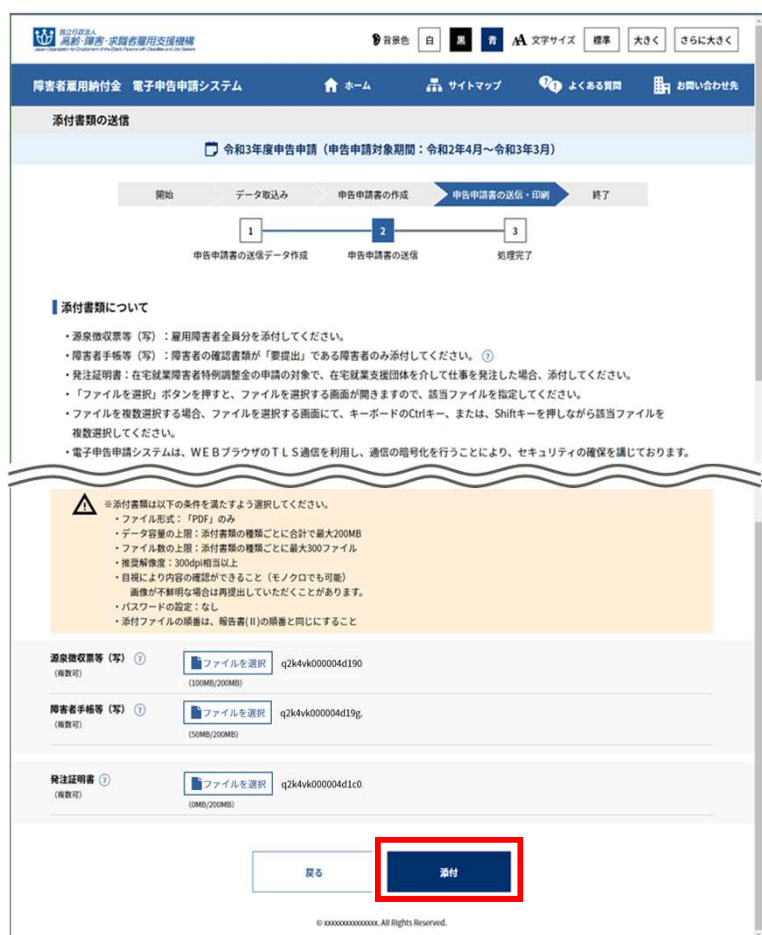 独立行政法人
高齢・障害・求職者雇用支援機構
背景色 白 黒 青 文字サイズ 標準 大きく さらに大きく
障害者雇用納付金 電子申告申請システム ホーム サイトマップ よくある質問 お問い合わせ先
添付書類の送信
令和3年度申告申請（申告申請対象期間：令和2年4月～令和3年3月）
開始 データ取込み 申告申請書の作成 申告申請書の送信・印刷 終了
1 2 3
申告申請書の送信データ作成 申告申請書の送信 処理完了
添付書類について
・源泉徴収票等（写）：雇用障害者全員分を添付してください。
・障害者手帳等（写）：障害者の確認書類が「要提出」である障害者のみ添付してください。?
・発注証明書：在宅就業障害者特例調整金の申請の対象で、在宅就業支援団体を介して仕事を発注した場合、添付してください。
・「ファイルを選択」ボタンを押すと、ファイルを選択する画面が開きますので、該当ファイルを指定してください。
・ファイルを複数選択する場合、ファイルを選択する画面にて、キーボードのCtrlキー、または、Shiftキーを押しながら該当ファイルを
複数選択してください。
・電子申告申請システムは、ＷＥＢブラウザのＴＬＳ通信を利用し、通信の暗号化を行うことにより、セキュリティの確保を講じております。
※添付書類は以下の条件を満たすよう選択してください。
・ファイル形式：「PDF」のみ
・データ容量の上限：添付書類の種類ごとに合計で最大200MB
・ファイル数の上限：添付書類の種類ごとに最大300ファイル
・推奨解像度：300dpi相当以上
・目視により内容の確認ができること（モノクロでも可能）
画像が不鮮明な場合は再提出していただくことがあります。
・パスワードの設定：なし
・添付ファイルの順番は、報告書(II)の順番と同じにすること
源泉徴収票等（写） ? ファイルを選択 q2k4vk000004d190
（複数可） (100MB/200MB)
障害者手帳等（写） ? ファイルを選択 q2k4vk000004d19g.
（複数可） (50MB/200MB)
発注証明書 ? ファイルを選択 q2k4vk000004d1c0
（複数可） (0MB/200MB)
戻る 添付
© xxxxxxxxxxxxxx. All Rights Reserved.